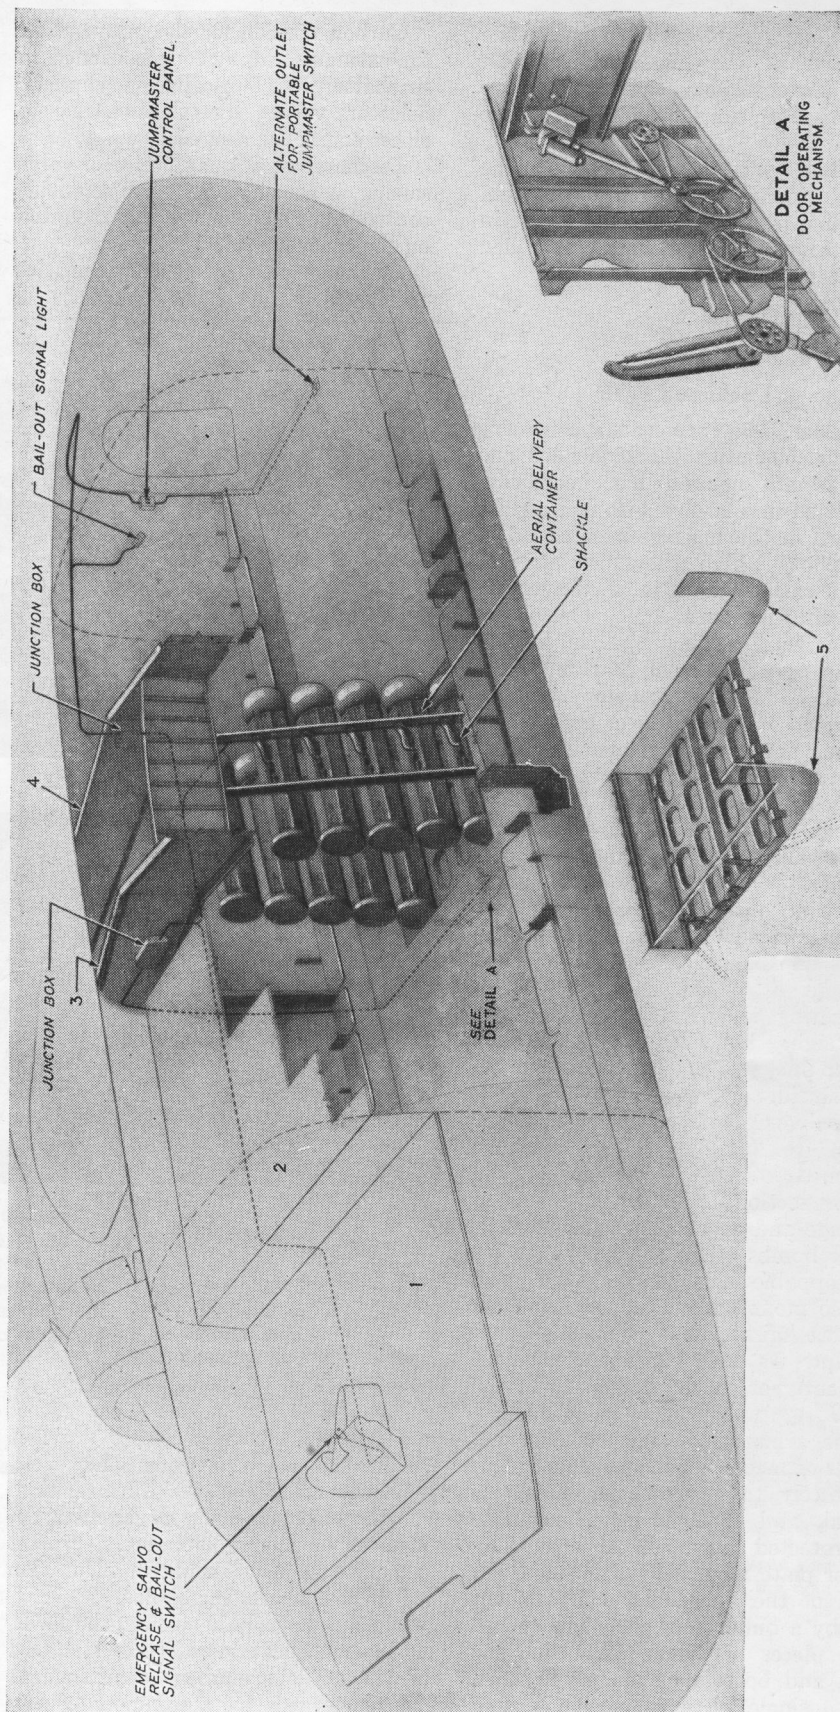 EMERGENCY SALVO
RELEASE & BAIL-OUT
SIGNAL SWITCH
JUNCTION BOX
3
4
JUNCTION BOX
BAIL-OUT SIGNAL LIGHT
JUMPMASTER
CONTROL PANEL
ALTERNATE OUTLET
FOR PORTABLE
JUMPMASTER SWITCH
1
2
SEE
DETAIL A
AERIAL DELIVERY
CONTAINER
SHACKLE
5
DETAIL A
DOOR OPERATING
MECHANISM